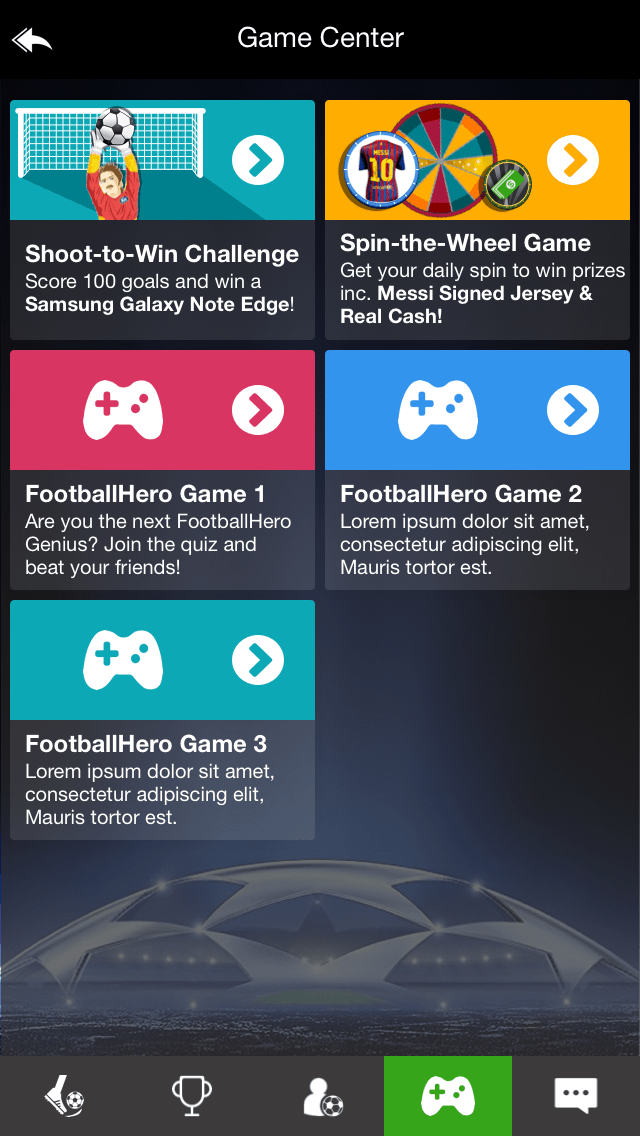 Game Center
MESSI
10
unicef
Shoot-to-Win Challenge
Score 100 goals and win a
Samsung Galaxy Note Edge!
Spin-the-Wheel Game
Get your daily spin to win prizes
inc. Messi Signed Jersey &
Real Cash!
FootballHero Game 1
Are you the next FootballHero
Genius? Join the quiz and
beat your friends!
FootballHero Game 2
Lorem ipsum dolor sit amet,
consectetur adipiscing elit,
Mauris tortor est.
FootballHero Game 3
Lorem ipsum dolor sit amet,
consectetur adipiscing elit,
Mauris tortor est.